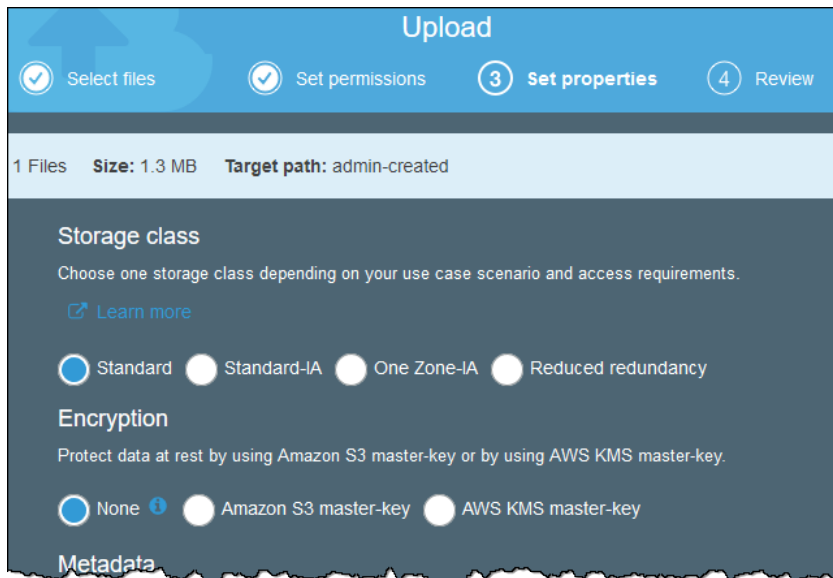 Upload
Select files Set permissions 3 Set properties 4 Review
1 Files Size: 1.3 MB Target path: admin-created
Storage class
Choose one storage class depending on your use case scenario and access requirements.
Learn more
Standard Standard-IA One Zone-IA Reduced redundancy
Encryption
Protect data at rest by using Amazon S3 master-key or by using AWS KMS master-key.
None Amazon S3 master-key AWS KMS master-key
Metadata